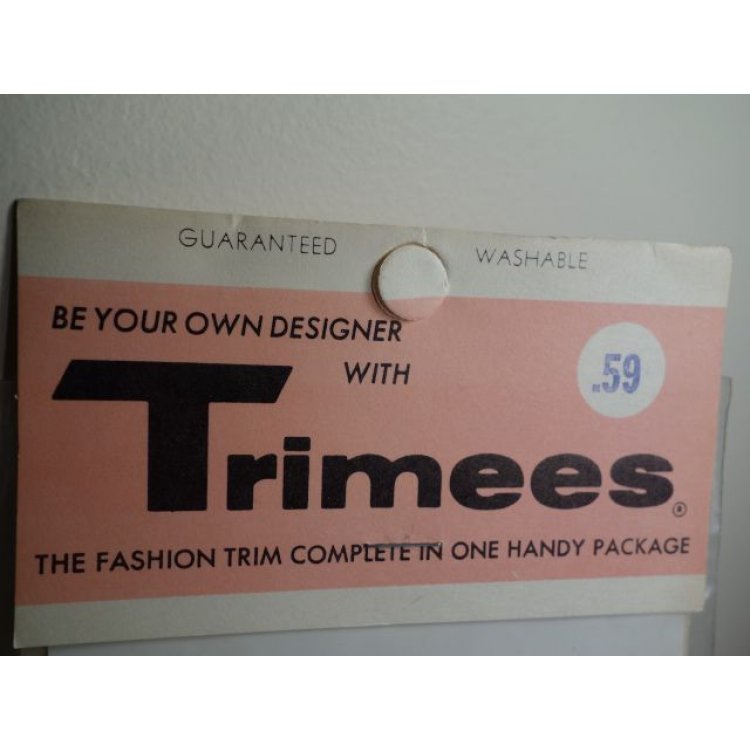 GUARANTEED WASHABLE
BE YOUR OWN DESIGNER
WITH
.59
Trimees®
THE FASHION TRIM COMPLETE IN ONE HANDY PACKAGE